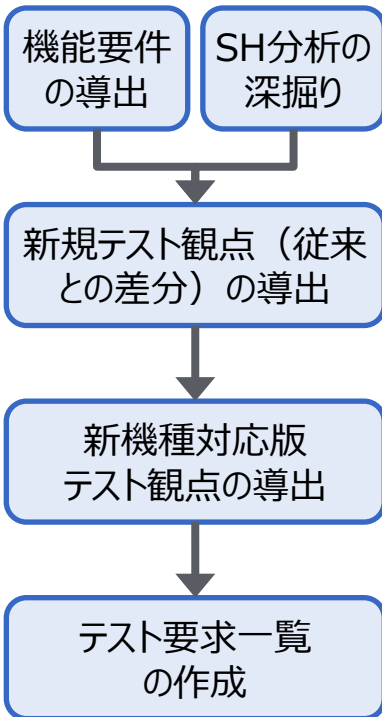 機能要件
の導出
SH分析の
深掘り
新規テスト観点（従来
との差分）の導出
新機種対応版
テスト観点の導出
テスト要求一覧
の作成